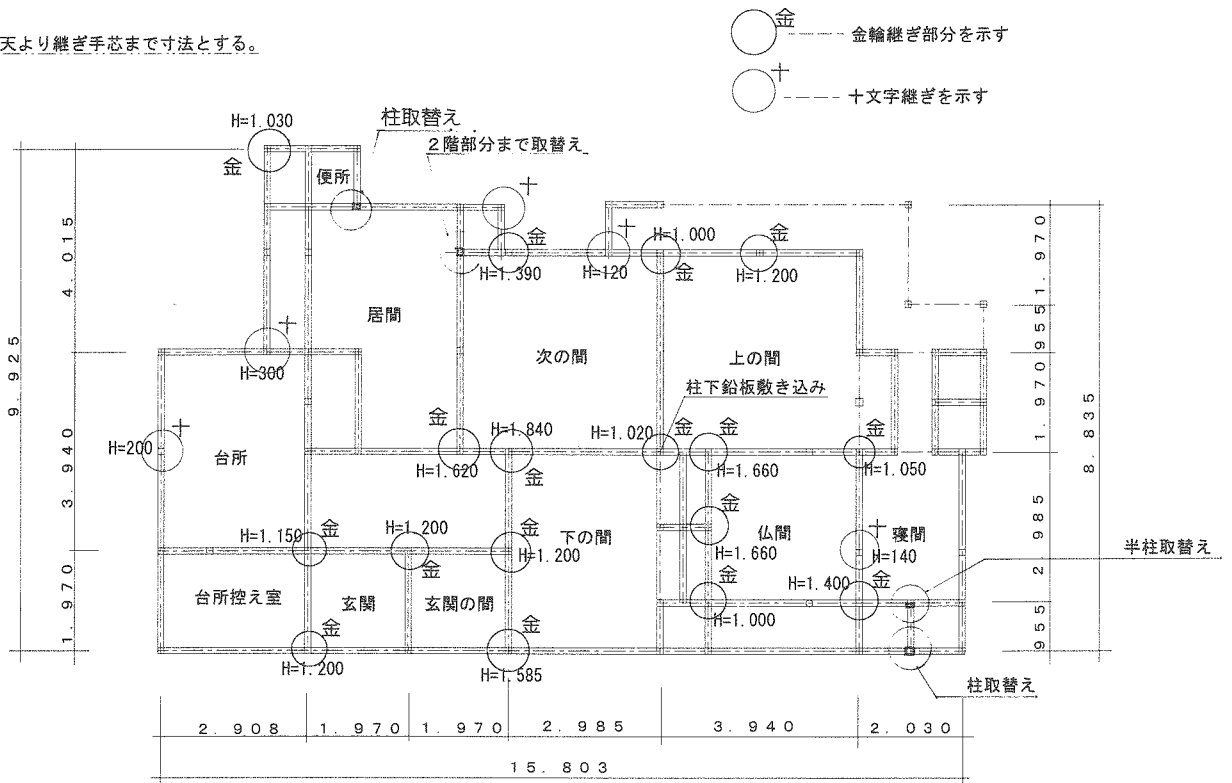 金
金輪継ぎ部分を示す
天より継ぎ手芯まで寸法とする。
十
十文字継ぎを示す
H=1.030
柱取替え
2階部分まで取替え
金
便所
十
金
十
H=1.000
金
H=1.390
H=120
金
H=1.200
居間
次の間
上の間
十
H=300
柱下鉛板敷き込み
十
H=200
台所
金
H=1.620
H=1.840
金
H=1.020
金
金
H=1.660
金
H=1.050
H=1.150
金
H=1.200
金
金
H=1.200
下の間
金
H=1.660
仏間
十
H=140
寝間
半柱取替え
台所控え室
玄関
玄関の間
金
H=1.000
H=1.400
金
金
H=1.200
金
H=1.585
柱取替え
9.925
4.015
3.940
1.970
1.970
955
1.970
2.985
955
8.835
2.908
1.970
1.970
2.985
3.940
2.030
15.803